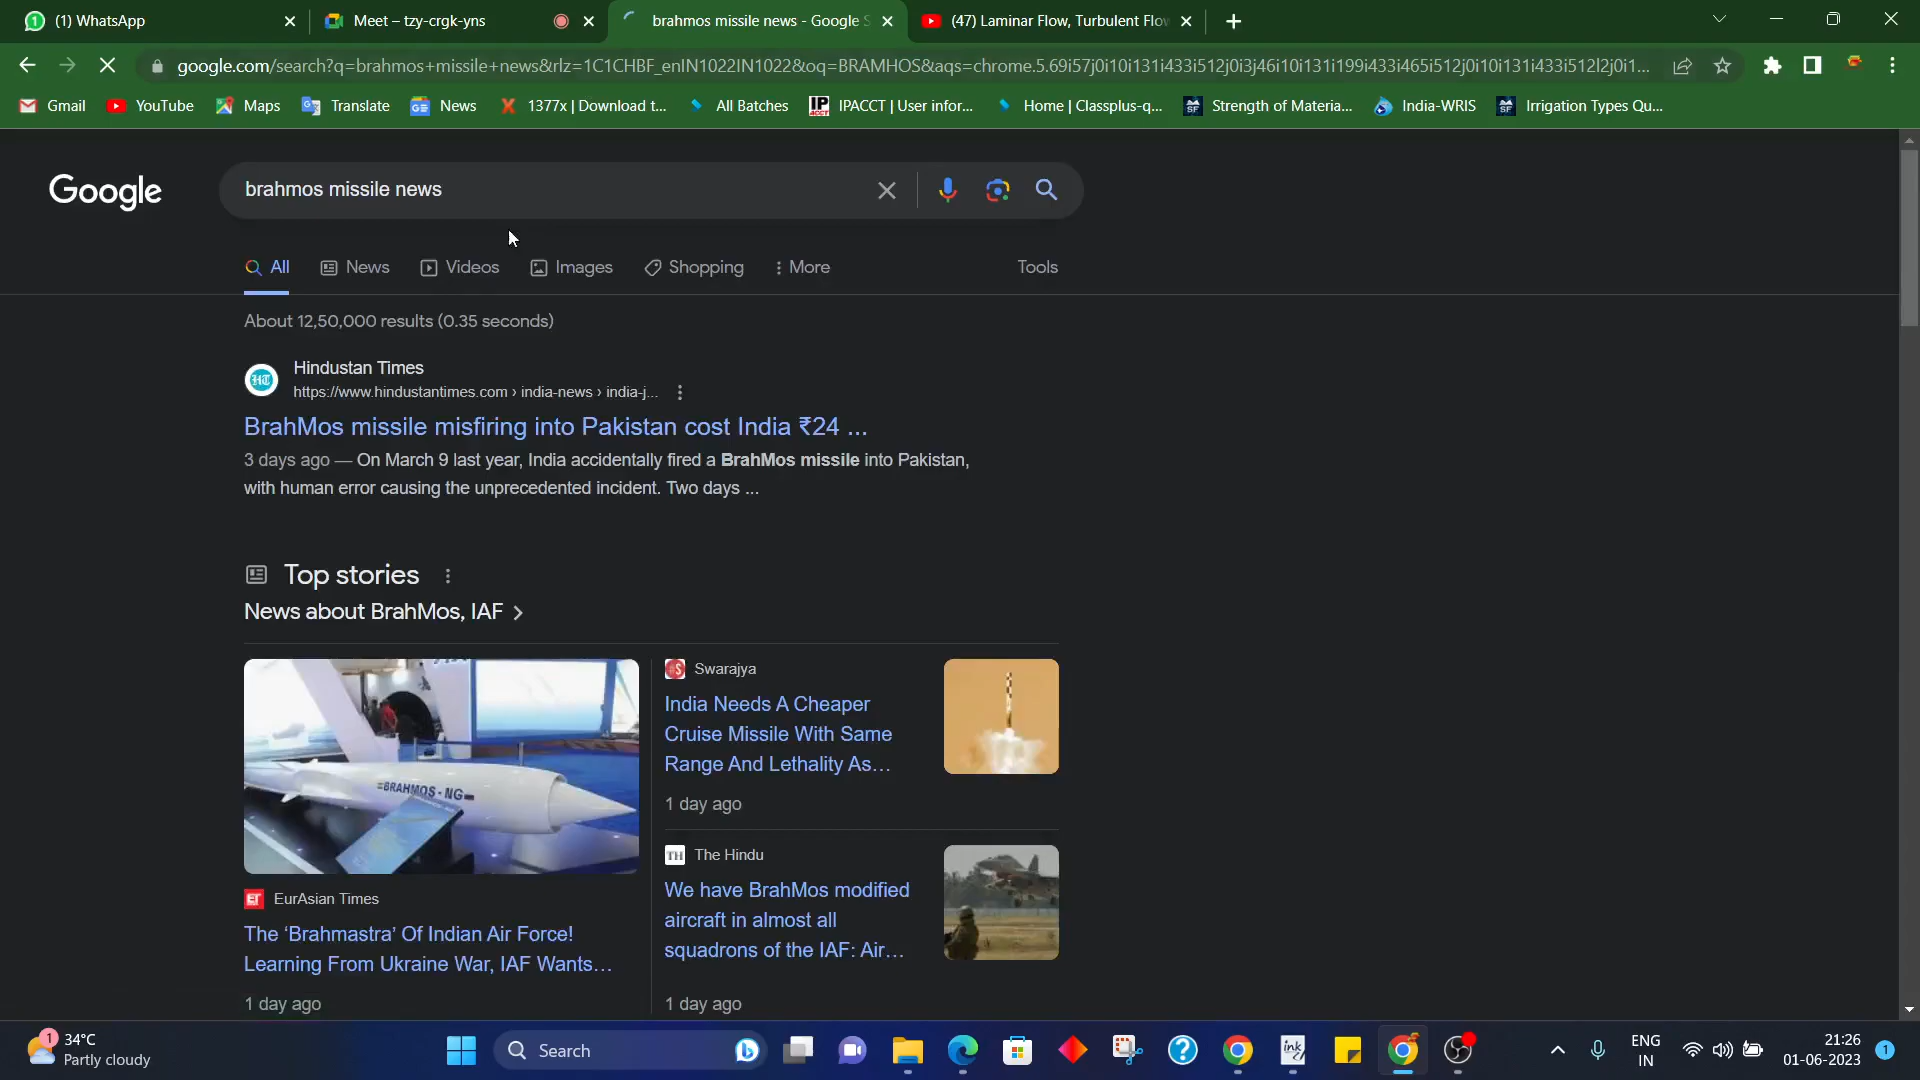 (1) WhatsApp
Meet – tzy-crgk-yns
brahmos missile news - Google S
(47) Laminar Flow, Turbulent Flow
google.com/search?q=brahmos+missile+news&rlz=1C1CHBF_enIN1022IN1022&oq=BRAMHOS&aqs=chrome.5.69i57j0i10i131i433i512j0i3j46i10i131i199i433i465i512j0i10i131i433i512l2j0i1...
Gmail YouTube Maps Translate News 1377x | Download t... All Batches IPACCT | User infor... Home | Classplus-q... Strength of Materia... India-WRIS Irrigation Types Qu...
Google
brahmos missile news
All News Videos Images Shopping More Tools
About 12,50,000 results (0.35 seconds)
Hindustan Times
https://www.hindustantimes.com › india-news › india-j...
BrahMos missile misfiring into Pakistan cost India ₹24 ...
3 days ago — On March 9 last year, India accidentally fired a BrahMos missile into Pakistan,
with human error causing the unprecedented incident. Two days ...
Top stories
News about BrahMos, IAF
BRAHMOS - NG
EurAsian Times
The ‘Brahmastra’ Of Indian Air Force!
Learning From Ukraine War, IAF Wants...
1 day ago
Swarajya
India Needs A Cheaper
Cruise Missile With Same
Range And Lethality As...
1 day ago
TH The Hindu
We have BrahMos modified
aircraft in almost all
squadrons of the IAF: Air...
1 day ago
1
34°C
Partly cloudy
Search
ENG
IN
21:26
01-06-2023
1